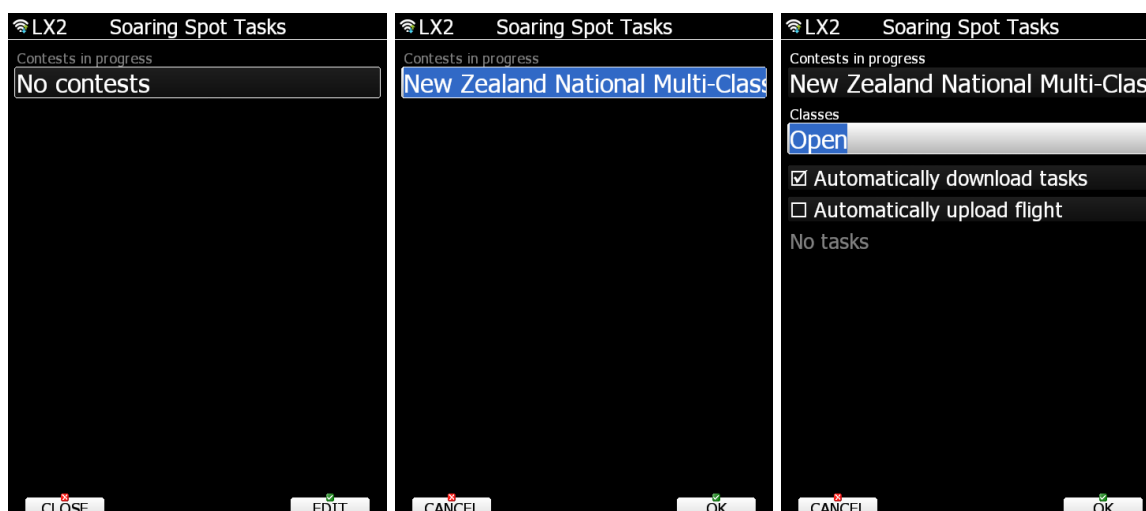 LX2 Soaring Spot Tasks
Contests in progress
No contests
CLOSE EDIT
LX2 Soaring Spot Tasks
Contests in progress
New Zealand National Multi-Class
CANCEL OK
LX2 Soaring Spot Tasks
Contests in progress
New Zealand National Multi-Clas
Classes
Open
Automatically download tasks
Automatically upload flight
No tasks
CANCEL OK